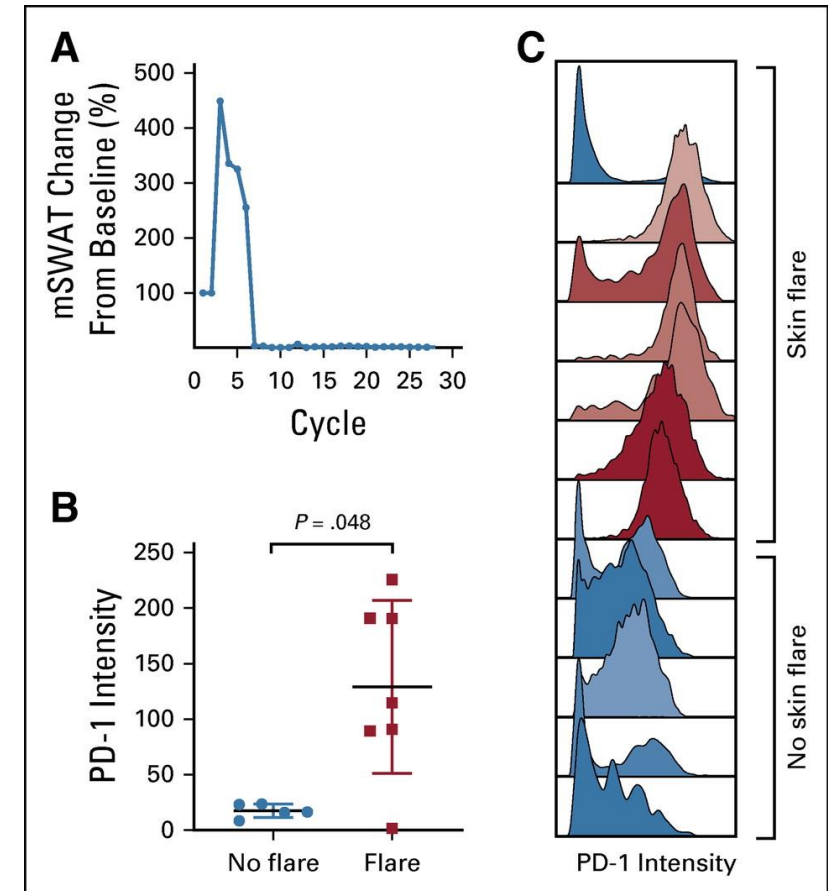 A
mSWAT Change
From Baseline (%)
500
400
300
200
100
0 5 10 15 20 25 30
Cycle
B
P = .048
PD-1 Intensity
250
200
150
100
50
0
No flare Flare
C
Skin flare
No skin flare
PD-1 Intensity